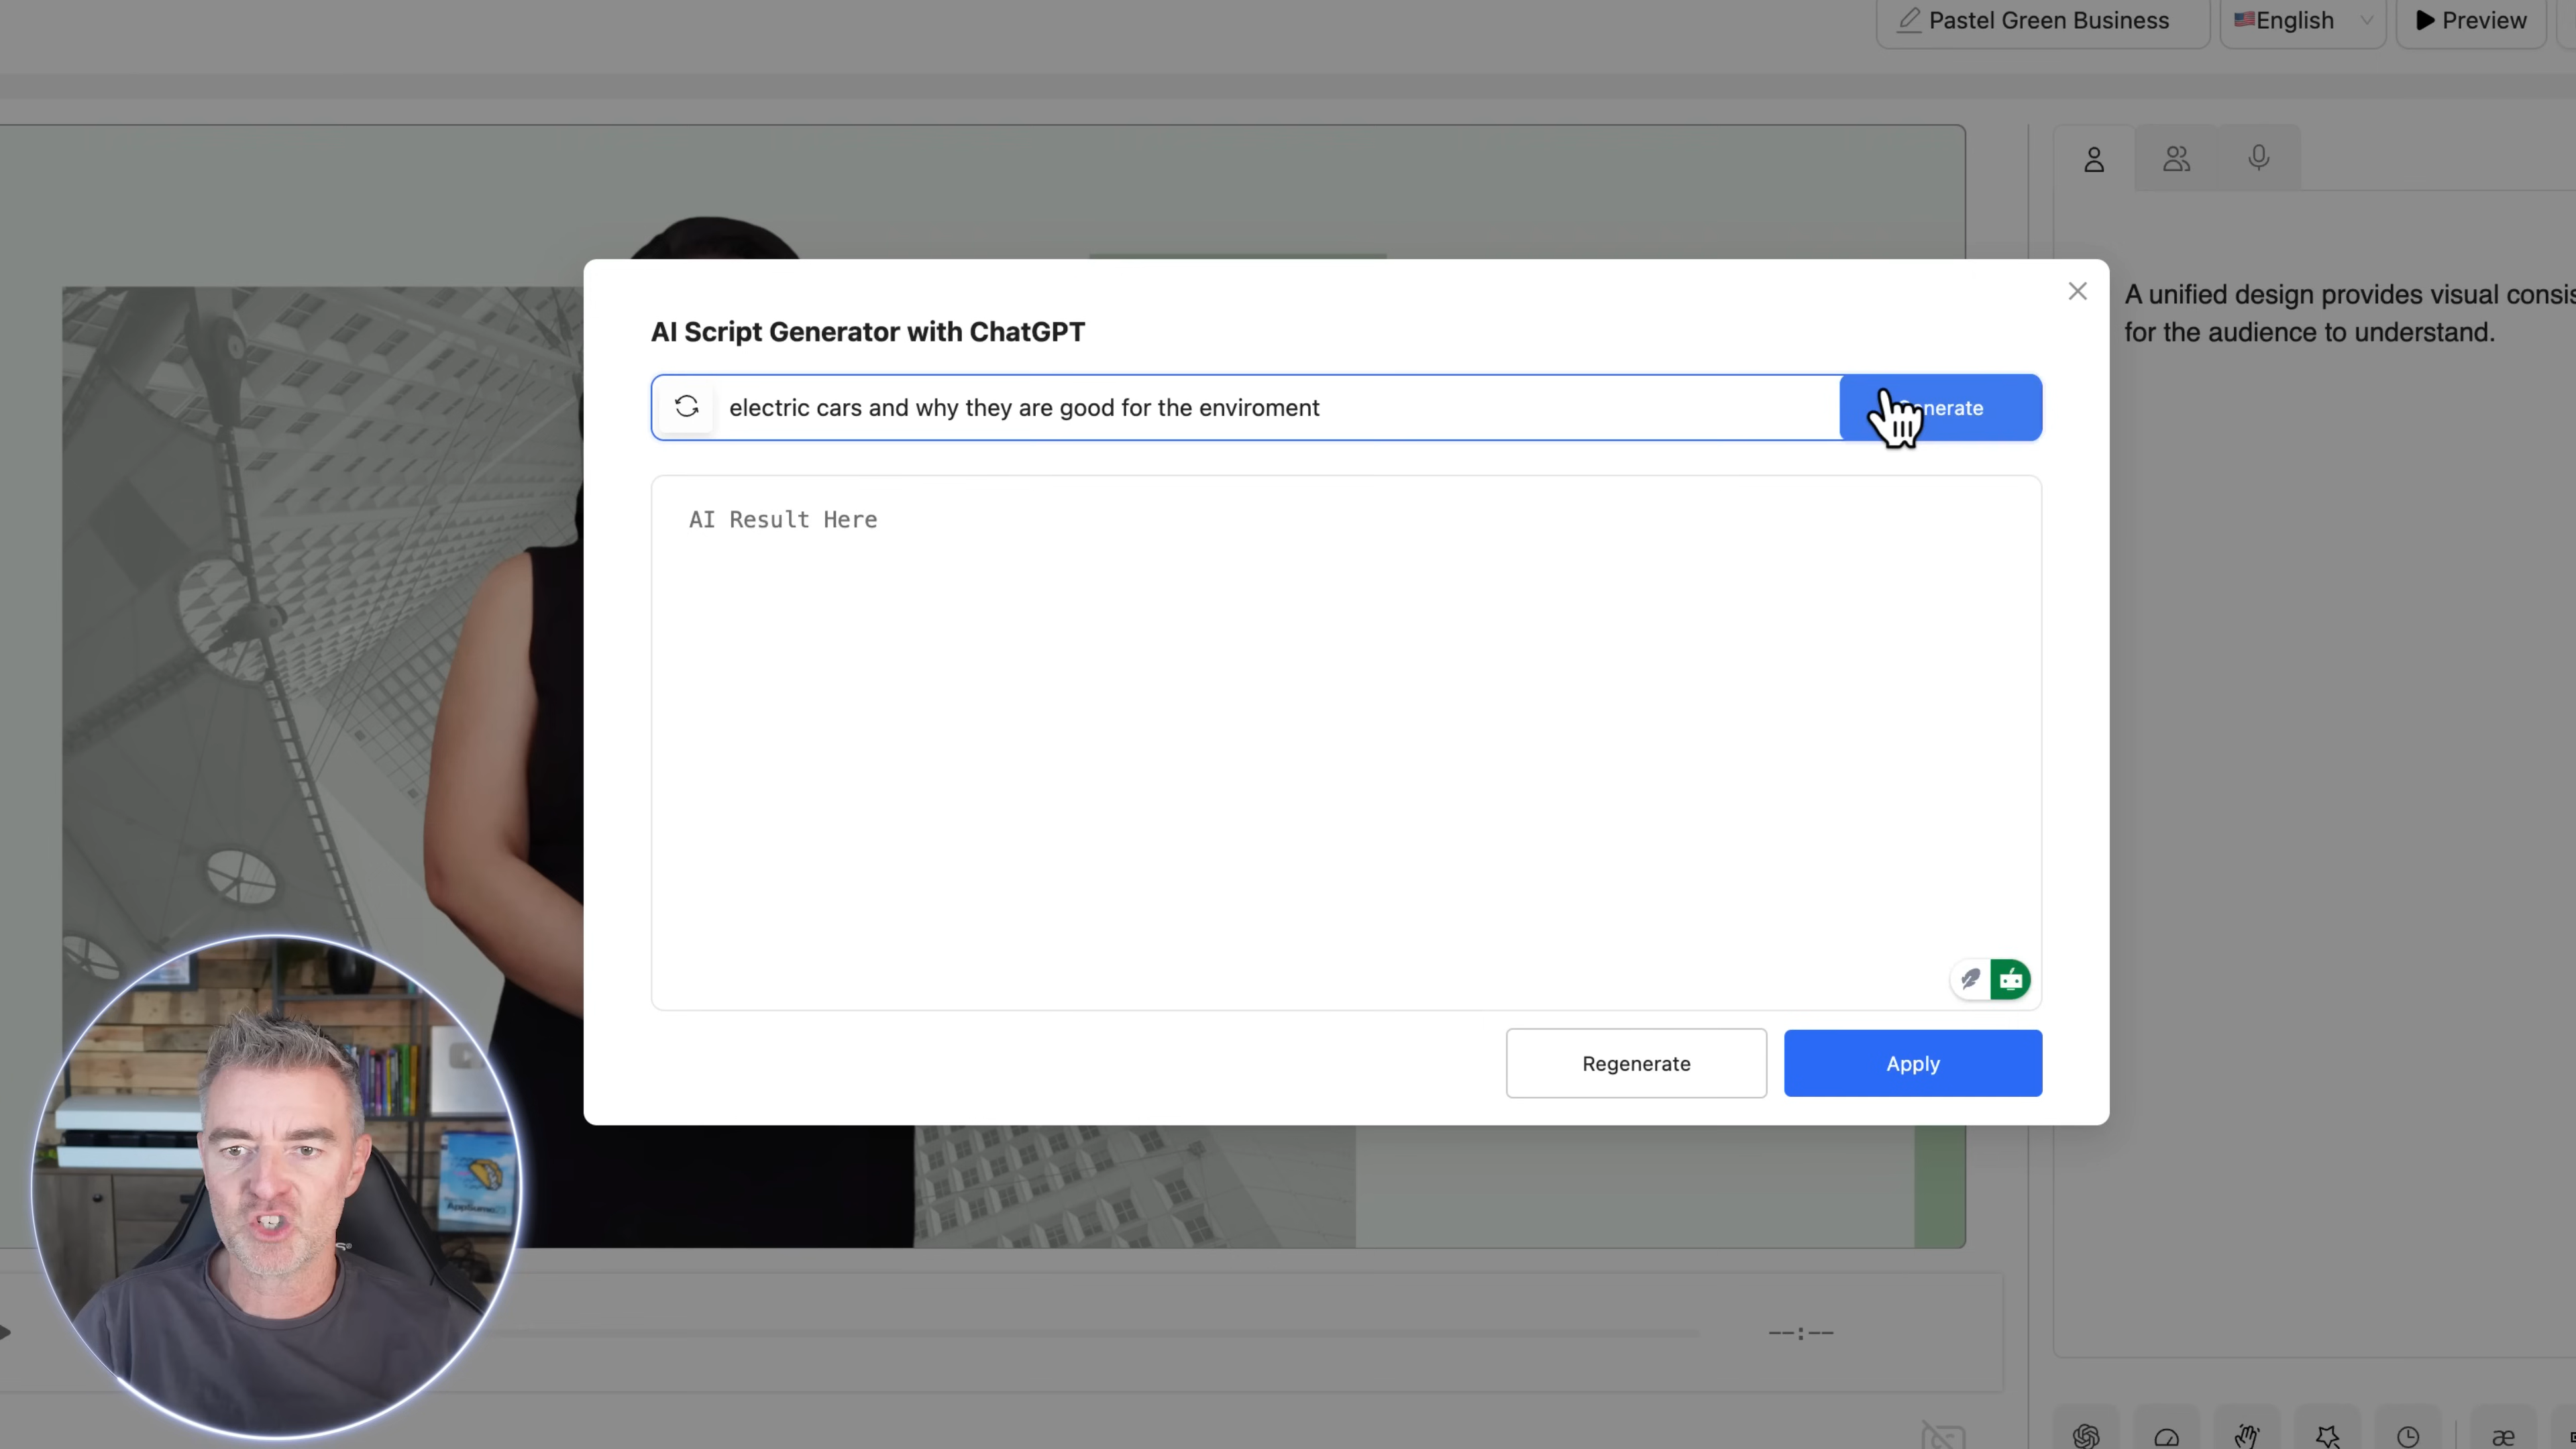 Pastel Green Business
English
Preview
A unified design provides visual
for the audience to understand.
AI Script Generator with ChatGPT
electric cars and why they are good for the enviroment
AI Result Here
Regenerate
Apply
--:--
æ